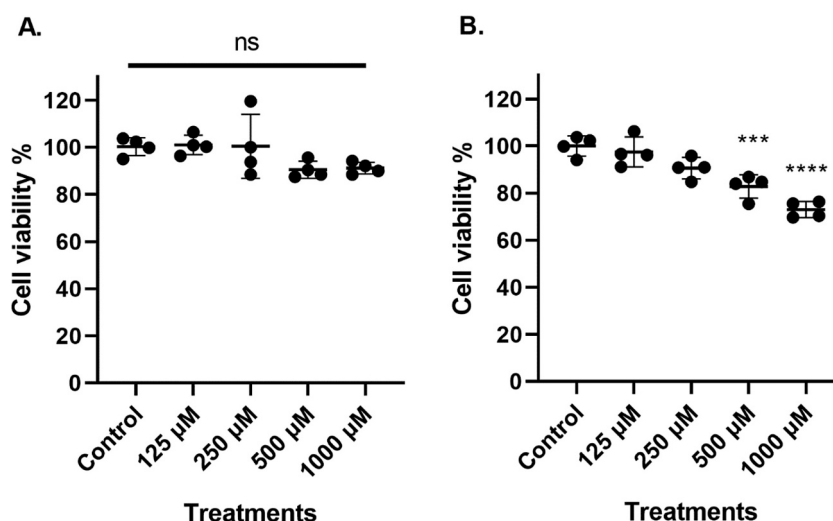 A.
ns
Cell viability %
120
100
80
60
40
20
0
Control
125 µM
250 µM
500 µM
1000 µM
Treatments
B.
***
****
Cell viability %
120
100
80
60
40
20
0
Control
125 µM
250 µM
500 µM
1000 µM
Treatments